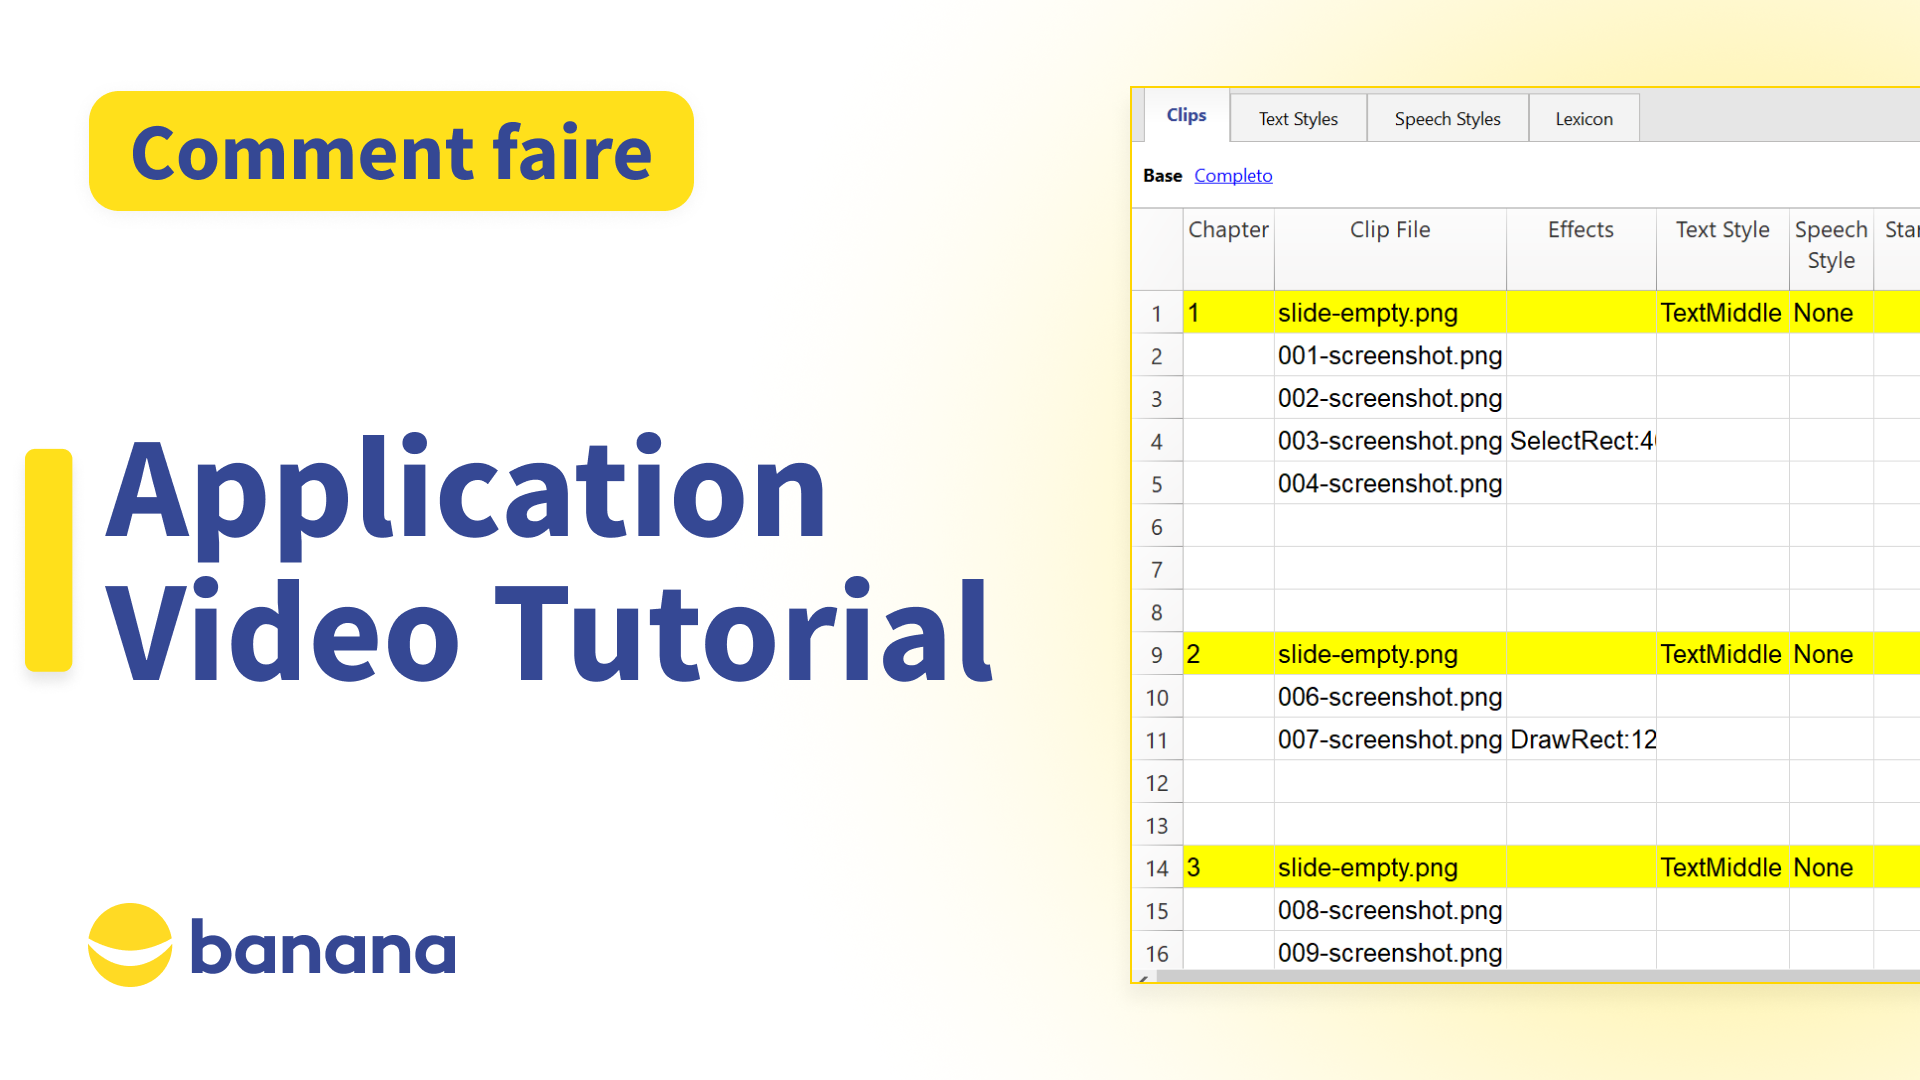 Comment faire
Application
Video Tutorial
banana
Clips Text Styles Speech Styles Lexicon
Base Completo
Chapter Clip File Effects Text Style Speech Style
1 1 slide-empty.png TextMiddle None
2 001-screenshot.png
3 002-screenshot.png
4 003-screenshot.png SelectRect:4
5 004-screenshot.png
6
7
8
9 2 slide-empty.png TextMiddle None
10 006-screenshot.png
11 007-screenshot.png DrawRect:12
12
13
14 3 slide-empty.png TextMiddle None
15 008-screenshot.png
16 009-screenshot.png